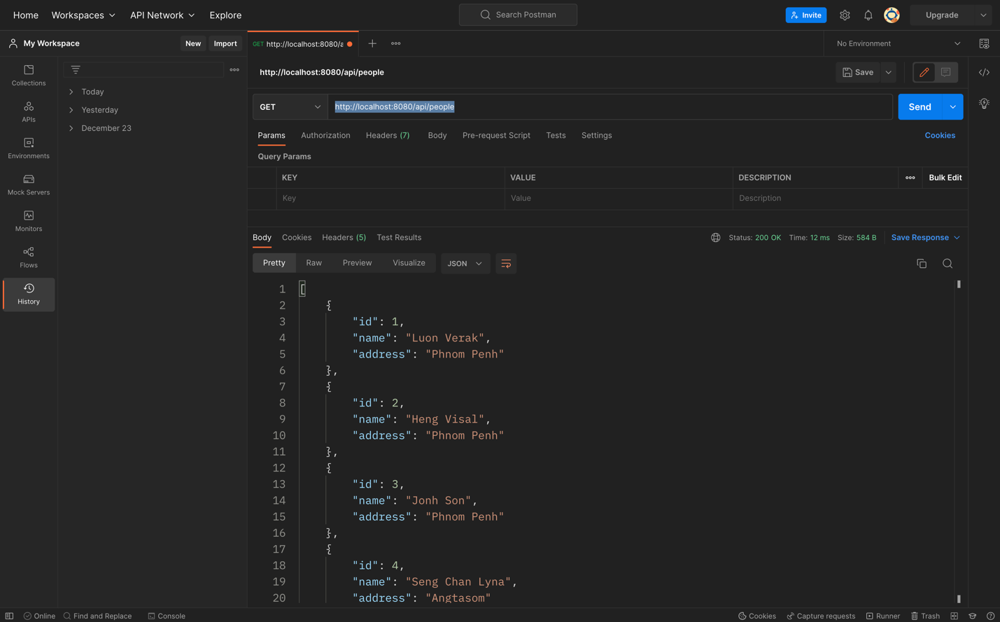 Home Workspaces API Network Explore Search Postman Invite Upgrade
My Workspace New Import GET http://localhost:8080/a No Environment
http://localhost:8080/api/people Save
Collections
APIs
Environments
Mock Servers
Monitors
Flows
History
Today
Yesterday
December 23
GET http://localhost:8080/api/people Send
Params Authorization Headers (7) Body Pre-request Script Tests Settings Cookies
Query Params
KEY VALUE DESCRIPTION Bulk Edit
Key Value Description
Body Cookies Headers (5) Test Results Status: 200 OK Time: 12 ms Size: 584 B Save Response
Pretty Raw Preview Visualize JSON
1 [
2 {
3 "id": 1,
4 "name": "Luon Verak",
5 "address": "Phnom Penh"
6 },
7 {
8 "id": 2,
9 "name": "Heng Visal",
10 "address": "Phnom Penh"
11 },
12 {
13 "id": 3,
14 "name": "Jonh Son",
15 "address": "Phnom Penh"
16 },
17 {
18 "id": 4,
19 "name": "Seng Chan Lyna",
20 "address": "Angtasom"
Online Find and Replace Console Cookies Capture requests Runner Trash